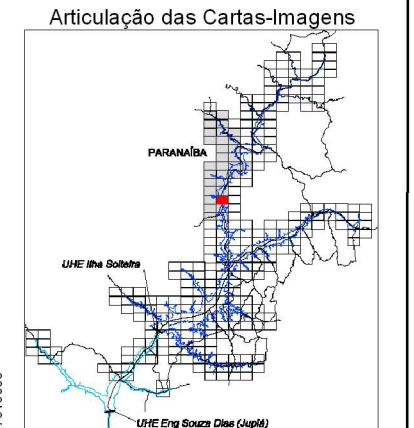 Articulação das Cartas-Imagens
PARANAÍBA
UHE Ilha Solteira
UHE Eng Souza Dias (Jupiá)